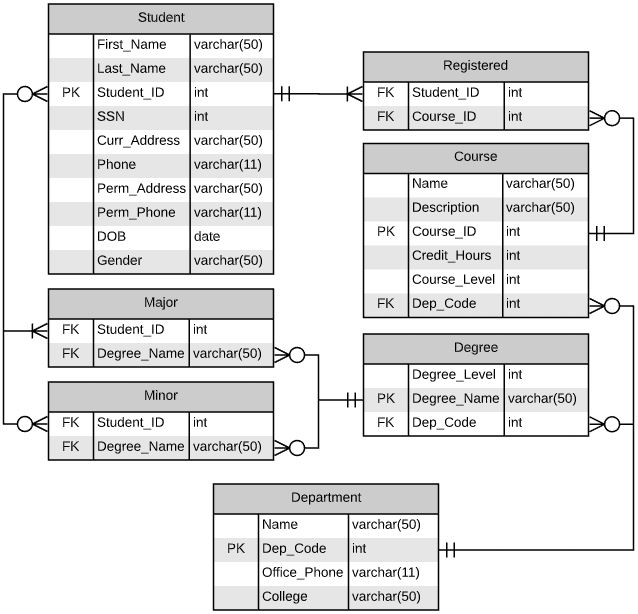 Student
First_Name varchar(50)
Last_Name varchar(50)
PK Student_ID int
SSN int
Curr_Address varchar(50)
Phone varchar(11)
Perm_Address varchar(50)
Perm_Phone varchar(11)
DOB date
Gender varchar(50)
Registered
FK Student_ID int
FK Course_ID int
Course
Name varchar(50)
Description varchar(50)
PK Course_ID int
Credit_Hours int
Course_Level int
FK Dep_Code int
Major
FK Student_ID int
FK Degree_Name varchar(50)
Minor
FK Student_ID int
FK Degree_Name varchar(50)
Degree
Degree_Level int
PK Degree_Name varchar(50)
FK Dep_Code int
Department
Name varchar(50)
PK Dep_Code int
Office_Phone varchar(11)
College varchar(50)